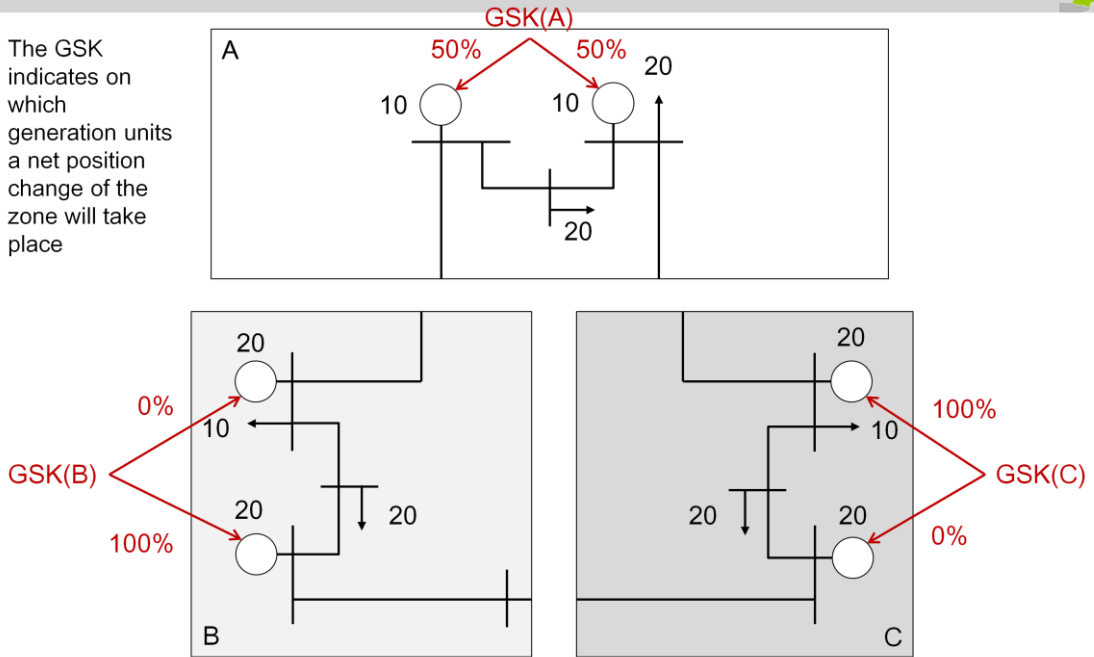 The GSK
indicates on
which
generation units
a net position
change of the
zone will take
place
GSK(A)
A
50%
50%
20
10
10
20
20
0%
10
GSK(B)
20
20
100%
B
20
100%
10
GSK(C)
20
20
0%
C